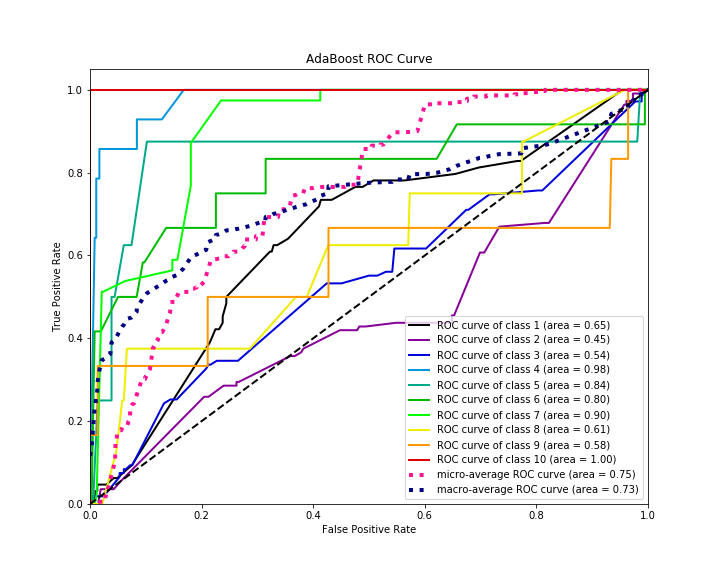 AdaBoost ROC Curve
True Positive Rate
1.0
0.8
0.6
0.4
0.2
0.0
ROC curve of class 1 (area = 0.65)
ROC curve of class 2 (area = 0.45)
ROC curve of class 3 (area = 0.54)
ROC curve of class 4 (area = 0.98)
ROC curve of class 5 (area = 0.84)
ROC curve of class 6 (area = 0.80)
ROC curve of class 7 (area = 0.90)
ROC curve of class 8 (area = 0.61)
ROC curve of class 9 (area = 0.58)
ROC curve of class 10 (area = 1.00)
micro-average ROC curve (area = 0.75)
macro-average ROC curve (area = 0.73)
0.0 0.2 0.4 0.6 0.8 1.0
False Positive Rate